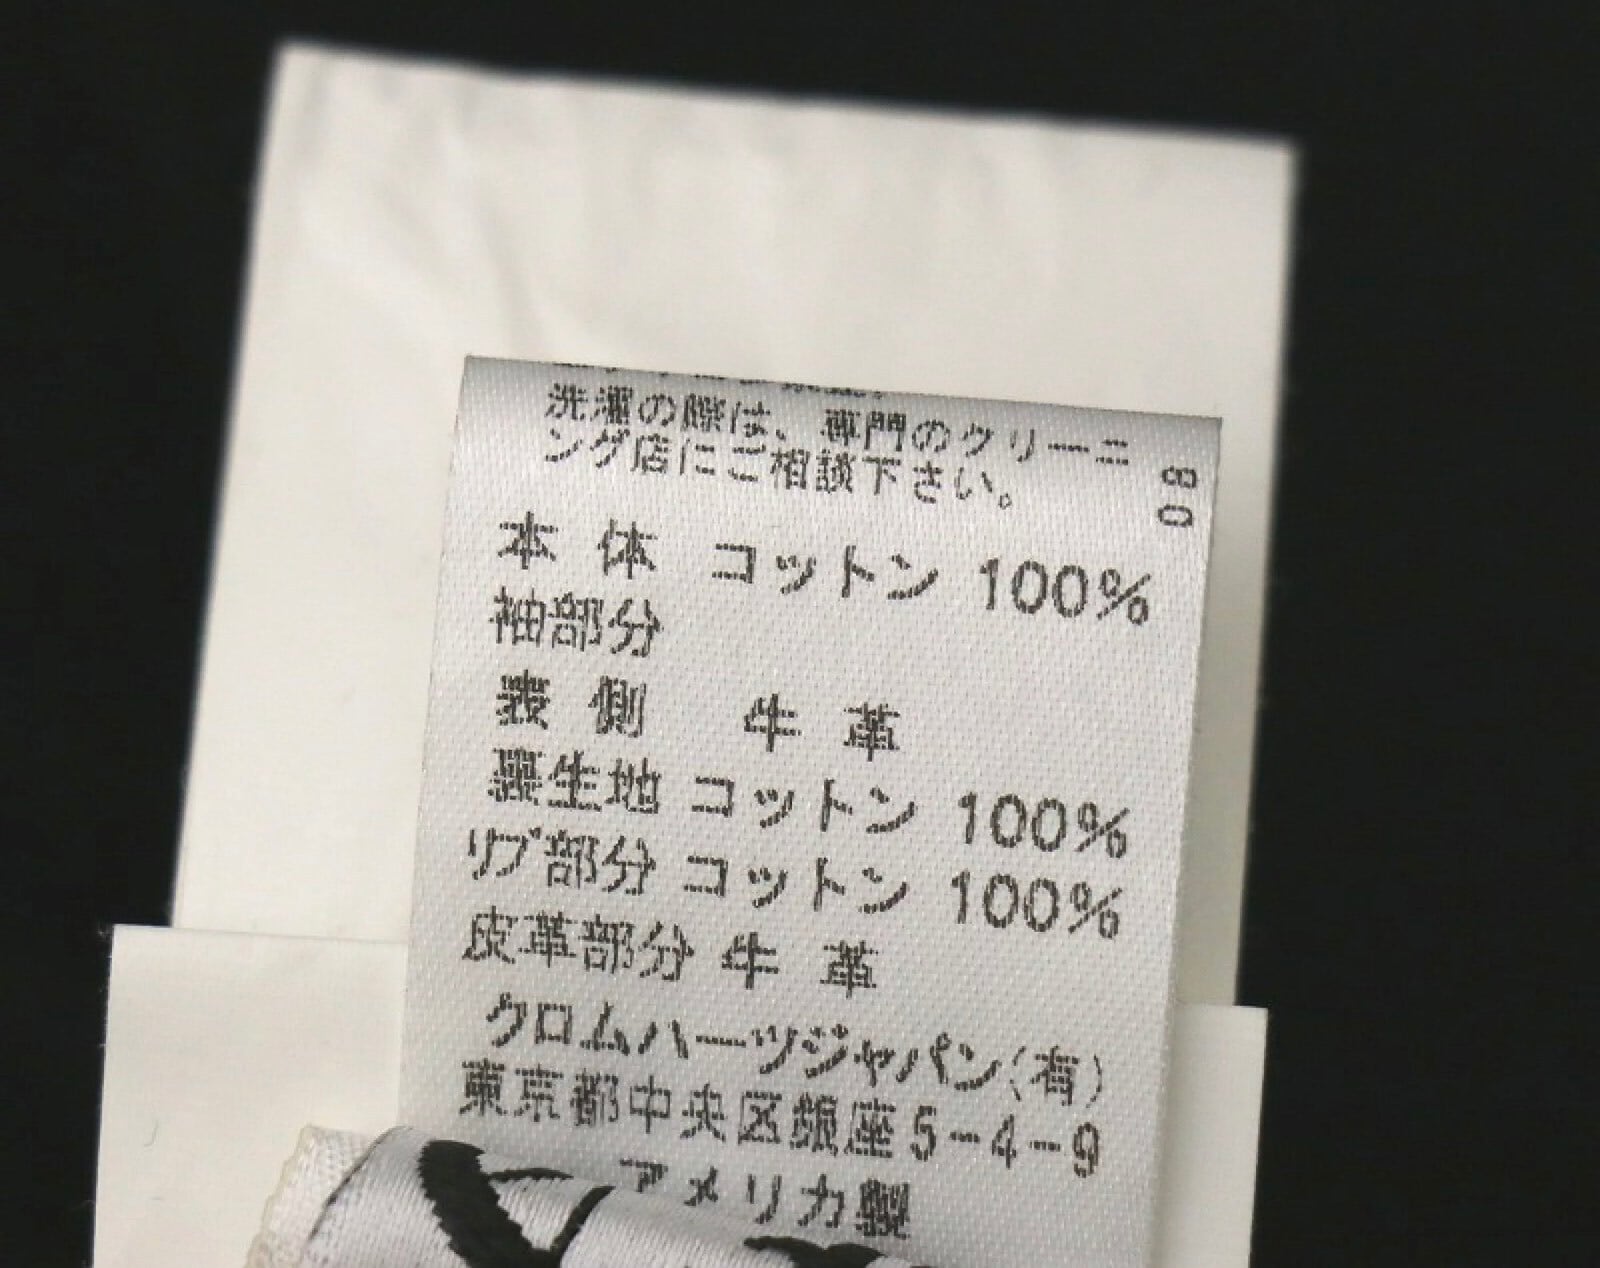 洗濯の際は、専門のクリーニ
ング店にご相談下さい。
80
本体 コットン 100%
袖部分
表側 牛革
裏生地 コットン 100%
リブ部分 コットン 100%
皮革部分 牛革
クロムハーツジャパン(有)
東京都中央区銀座5-4-9
アメリカ製